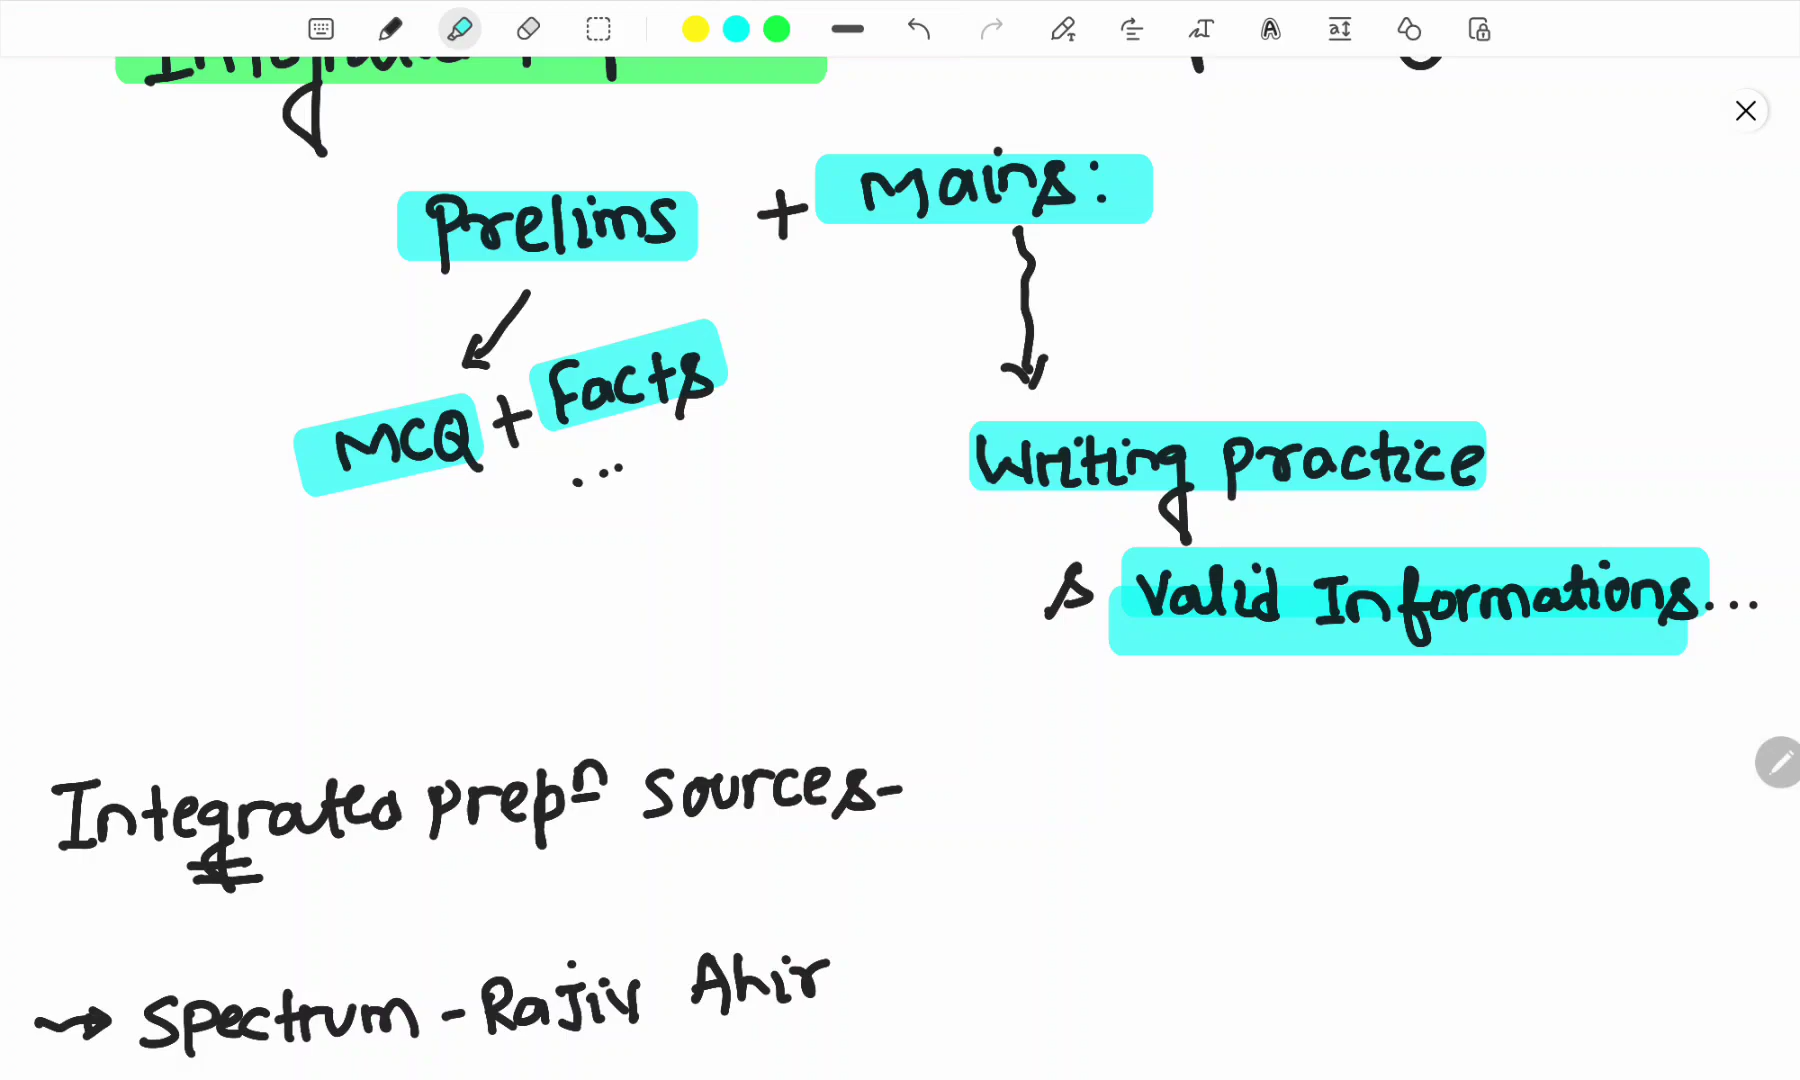 Prelims + Mains:
MCQ + Facts
...
Writing practice
s Valid Informations...
Integrated prepn sources-
→ Spectrum - Rajiv Ahir